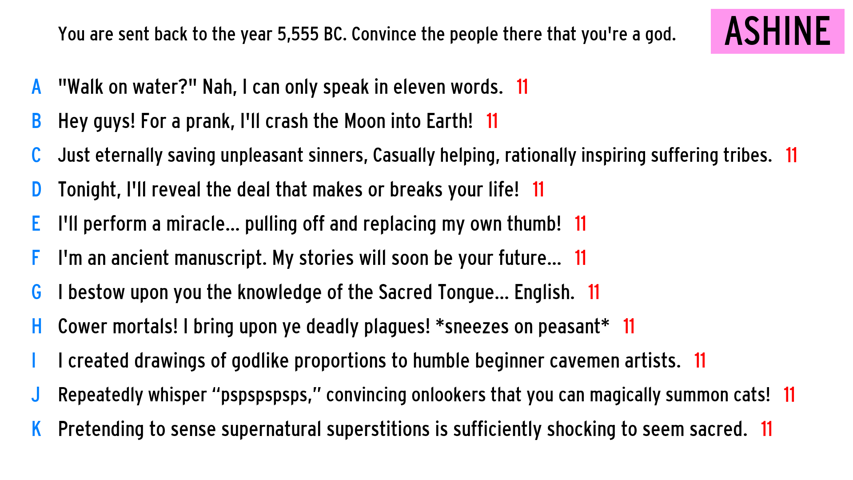 You are sent back to the year 5,555 BC. Convince the people there that you're a god.
ASHINE
A "Walk on water?" Nah, I can only speak in eleven words. 11
B Hey guys! For a prank, I'll crash the Moon into Earth! 11
C Just eternally saving unpleasant sinners, Casually helping, rationally inspiring suffering tribes. 11
D Tonight, I'll reveal the deal that makes or breaks your life! 11
E I'll perform a miracle... pulling off and replacing my own thumb! 11
F I'm an ancient manuscript. My stories will soon be your future... 11
G I bestow upon you the knowledge of the Sacred Tongue... English. 11
H Cower mortals! I bring upon ye deadly plagues! *sneezes on peasant* 11
I I created drawings of godlike proportions to humble beginner cavemen artists. 11
J Repeatedly whisper “pspspspsps,” convincing onlookers that you can magically summon cats! 11
K Pretending to sense supernatural superstitions is sufficiently shocking to seem sacred. 11